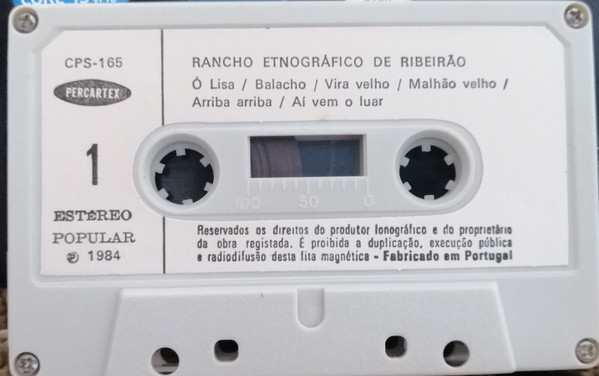 CPS-165
PERCARTEX
1
ESTÉREO
POPULAR
℗ 1984
RANCHO ETNOGRÁFICO DE RIBEIRÃO
Ó Lisa / Balacho / Vira velho / Malhão velho /
Arriba arriba / Aí vem o luar
100 50 0
Reservados os direitos do produtor fonográfico e do proprietário
da obra registada. É proibida a duplicação, execução pública
e radiodifusão desta fita magnética - Fabricado em Portugal